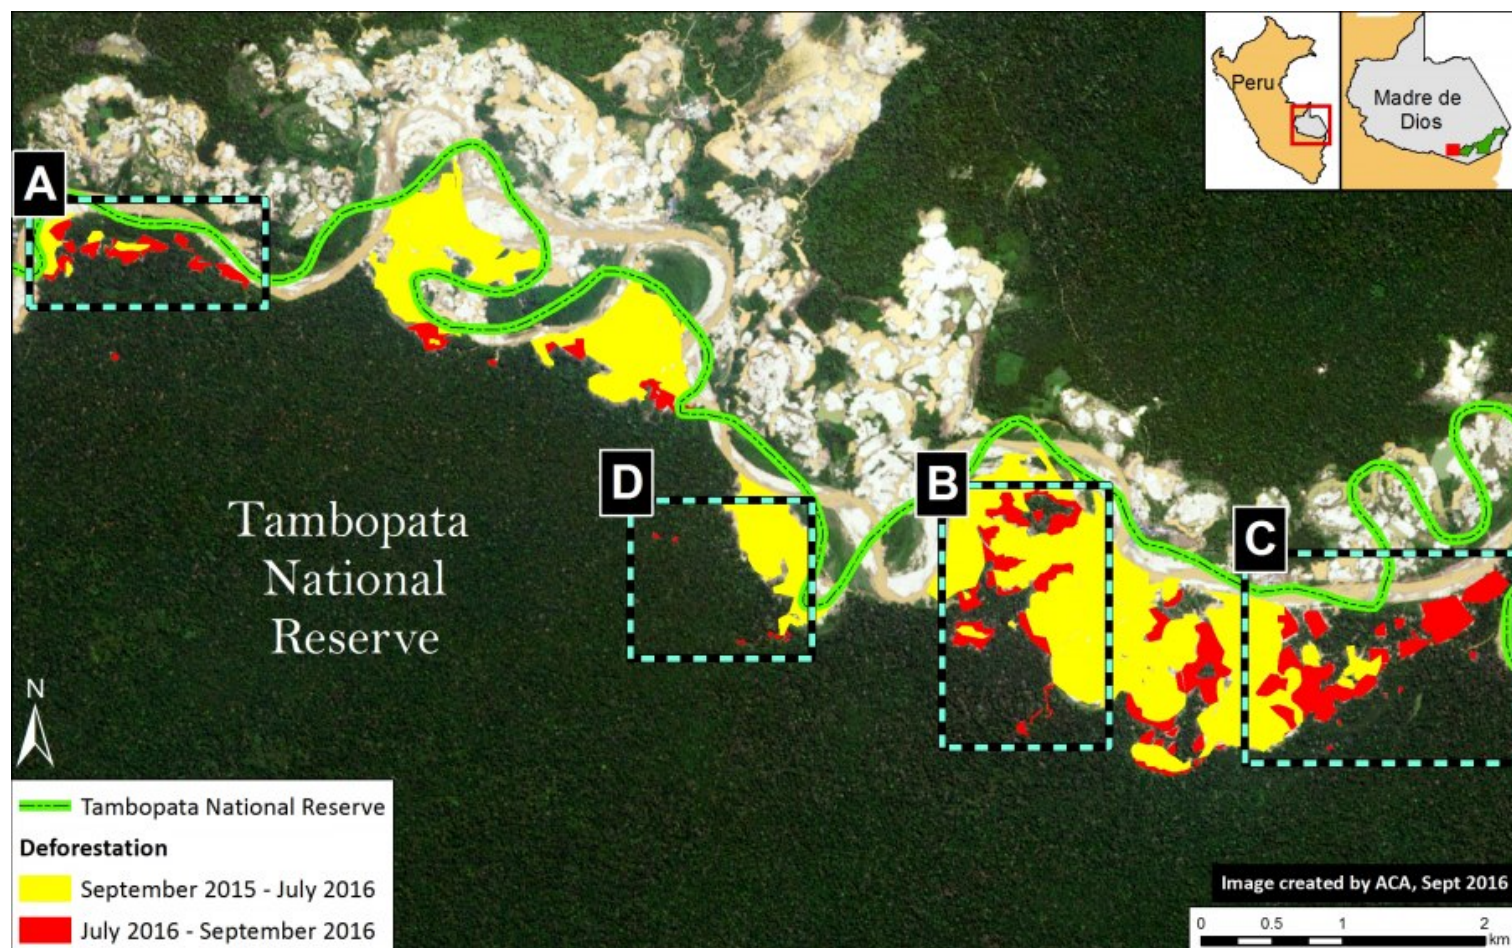 Peru
Madre de
Dios
A
D
B
C
Tambopata
National
Reserve
N
Tambopata National Reserve
Deforestation
September 2015 - July 2016
July 2016 - September 2016
Image created by ACA, Sept 2016
0 0.5 1 2
km